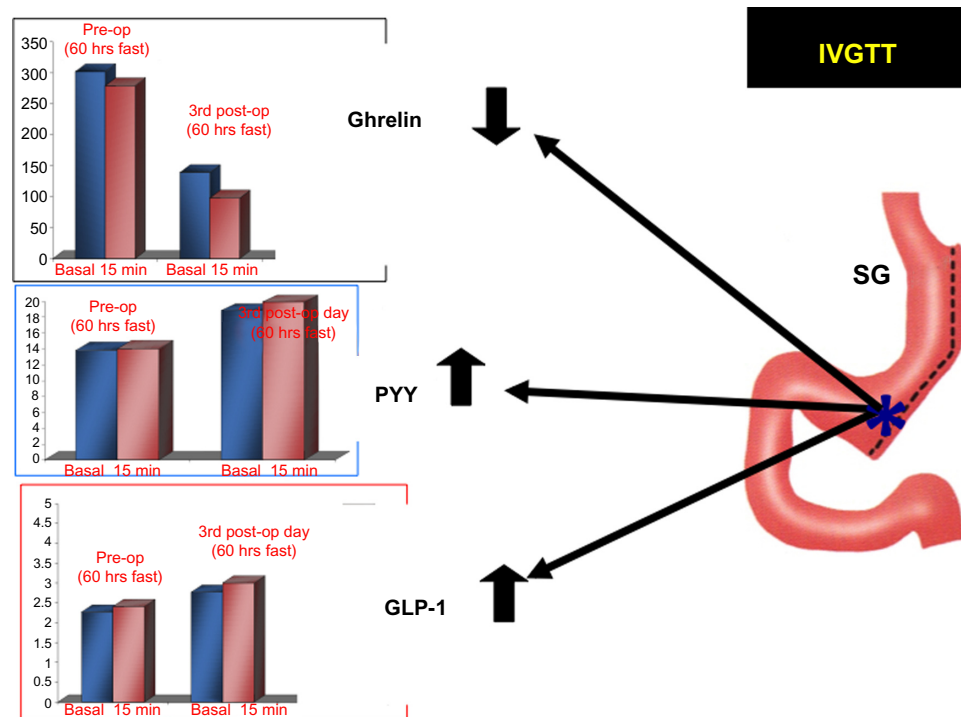 IVGTT
Pre-op
(60 hrs fast)
350
300
250
200
150
100
50
0
3rd post-op
(60 hrs fast)
Basal 15 min
Basal 15 min
Ghrelin
SG
20
18
16
14
12
10
8
6
4
2
0
Pre-op
(60 hrs fast)
3rd post-op day
(60 hrs fast)
Basal 15 min
Basal 15 min
PYY
5
4.5
4
3.5
3
2.5
2
1.5
1
0.5
0
Pre-op
(60 hrs fast)
3rd post-op day
(60 hrs fast)
Basal 15 min
Basal 15 min
GLP-1